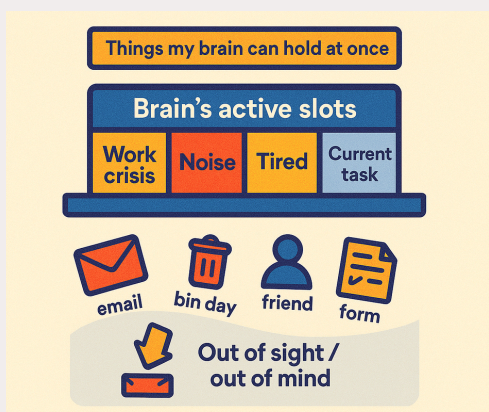 Things my brain can hold at once
Brain's active slots
Work
crisis
Noise
Tired
Current
task
email
bin day
friend
form
Out of sight /
out of mind